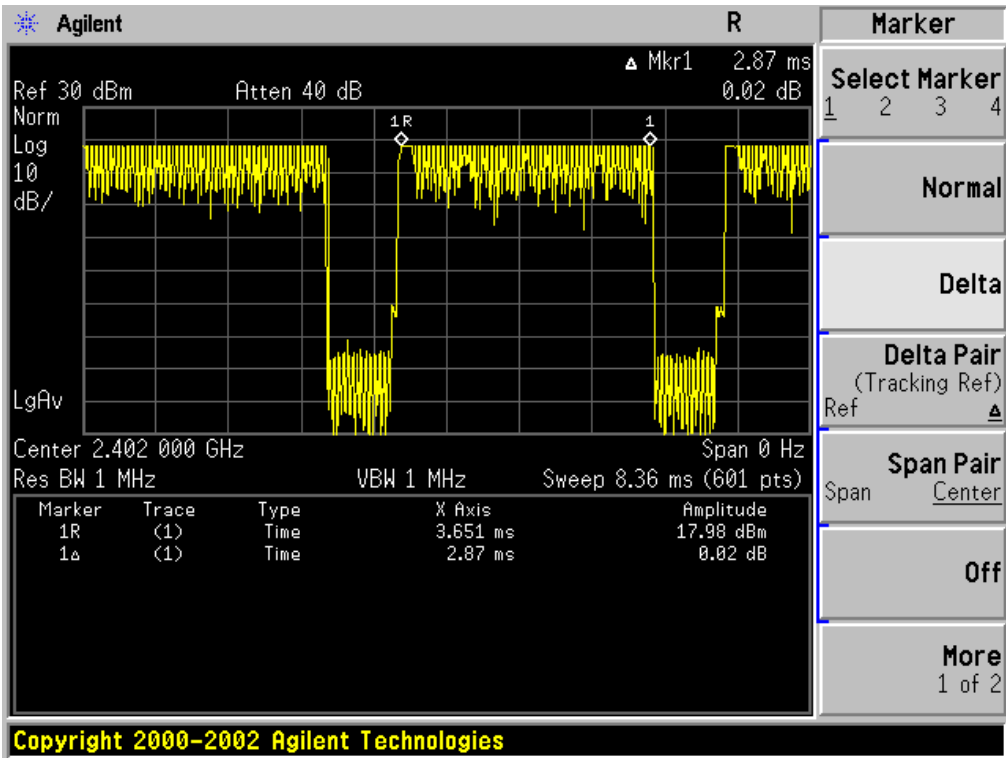 Agilent R Marker
Δ Mkr1 2.87 ms
Ref 30 dBm Atten 40 dB 0.02 dB
Norm
Log
10
dB/
1R 1
LgAv
Center 2.402 000 GHz Span 0 Hz
Res BW 1 MHz VBW 1 MHz Sweep 8.36 ms (601 pts)
Marker Trace Type X Axis Amplitude
1R (1) Time 3.651 ms 17.98 dBm
1Δ (1) Time 2.87 ms 0.02 dB
Select Marker
1 2 3 4
Normal
Delta
Delta Pair
(Tracking Ref)
Ref Δ
Span Pair
Span Center
Off
More
1 of 2
Copyright 2000-2002 Agilent Technologies